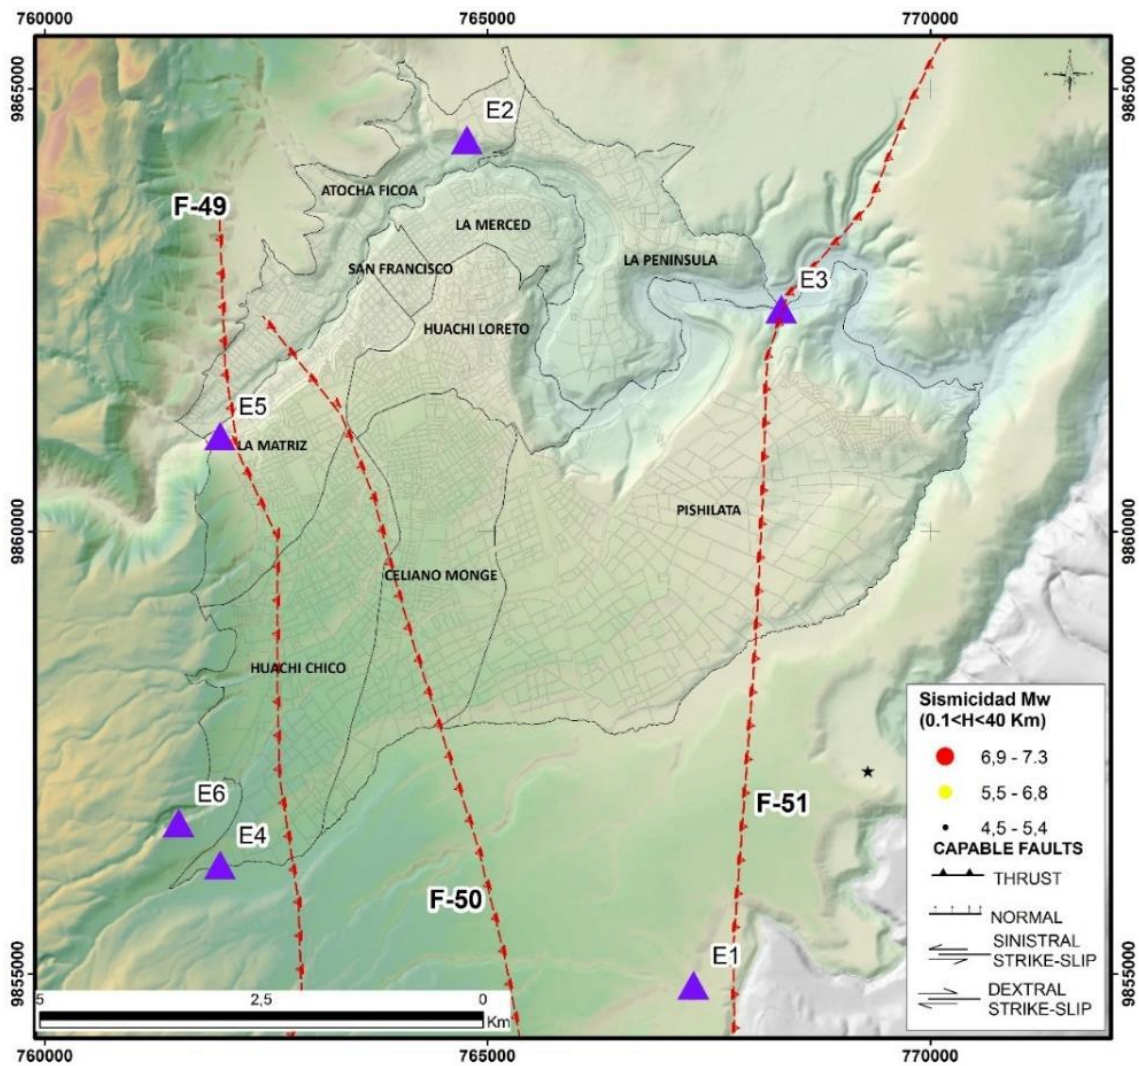 760000
765000
770000
9865000
9865000
E2
ATOCHA FICOA
F-49
LA MERCED
LA PENINSULA
SAN FRANCISCO
E3
HUACHI LORETO
E5
LA MATRIZ
PISHILATA
9860000
9860000
CELIANO MONGE
HUACHI CHICO
Sismicidad Mw
(0.1<H<40 Km)
6,9 - 7.3
5,5 - 6,8
4,5 - 5,4
CAPABLE FAULTS
THRUST
NORMAL
SINISTRAL
STRIKE-SLIP
DEXTRAL
STRIKE-SLIP
E6
F-51
E4
F-50
E1
9855000
9855000
5
2,5
0
Km
760000
765000
770000